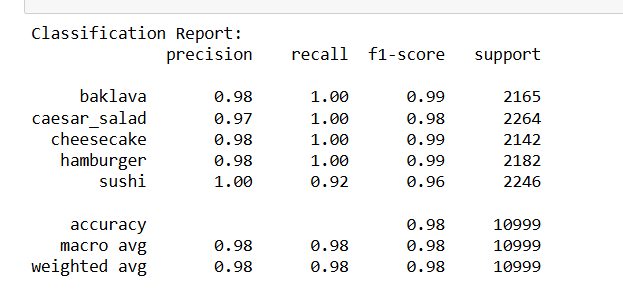 Classification Report:
precision recall f1-score support
baklava 0.98 1.00 0.99 2165
caesar_salad 0.97 1.00 0.98 2264
cheesecake 0.98 1.00 0.99 2142
hamburger 0.98 1.00 0.99 2182
sushi 1.00 0.92 0.96 2246
accuracy 0.98 10999
macro avg 0.98 0.98 0.98 10999
weighted avg 0.98 0.98 0.98 10999